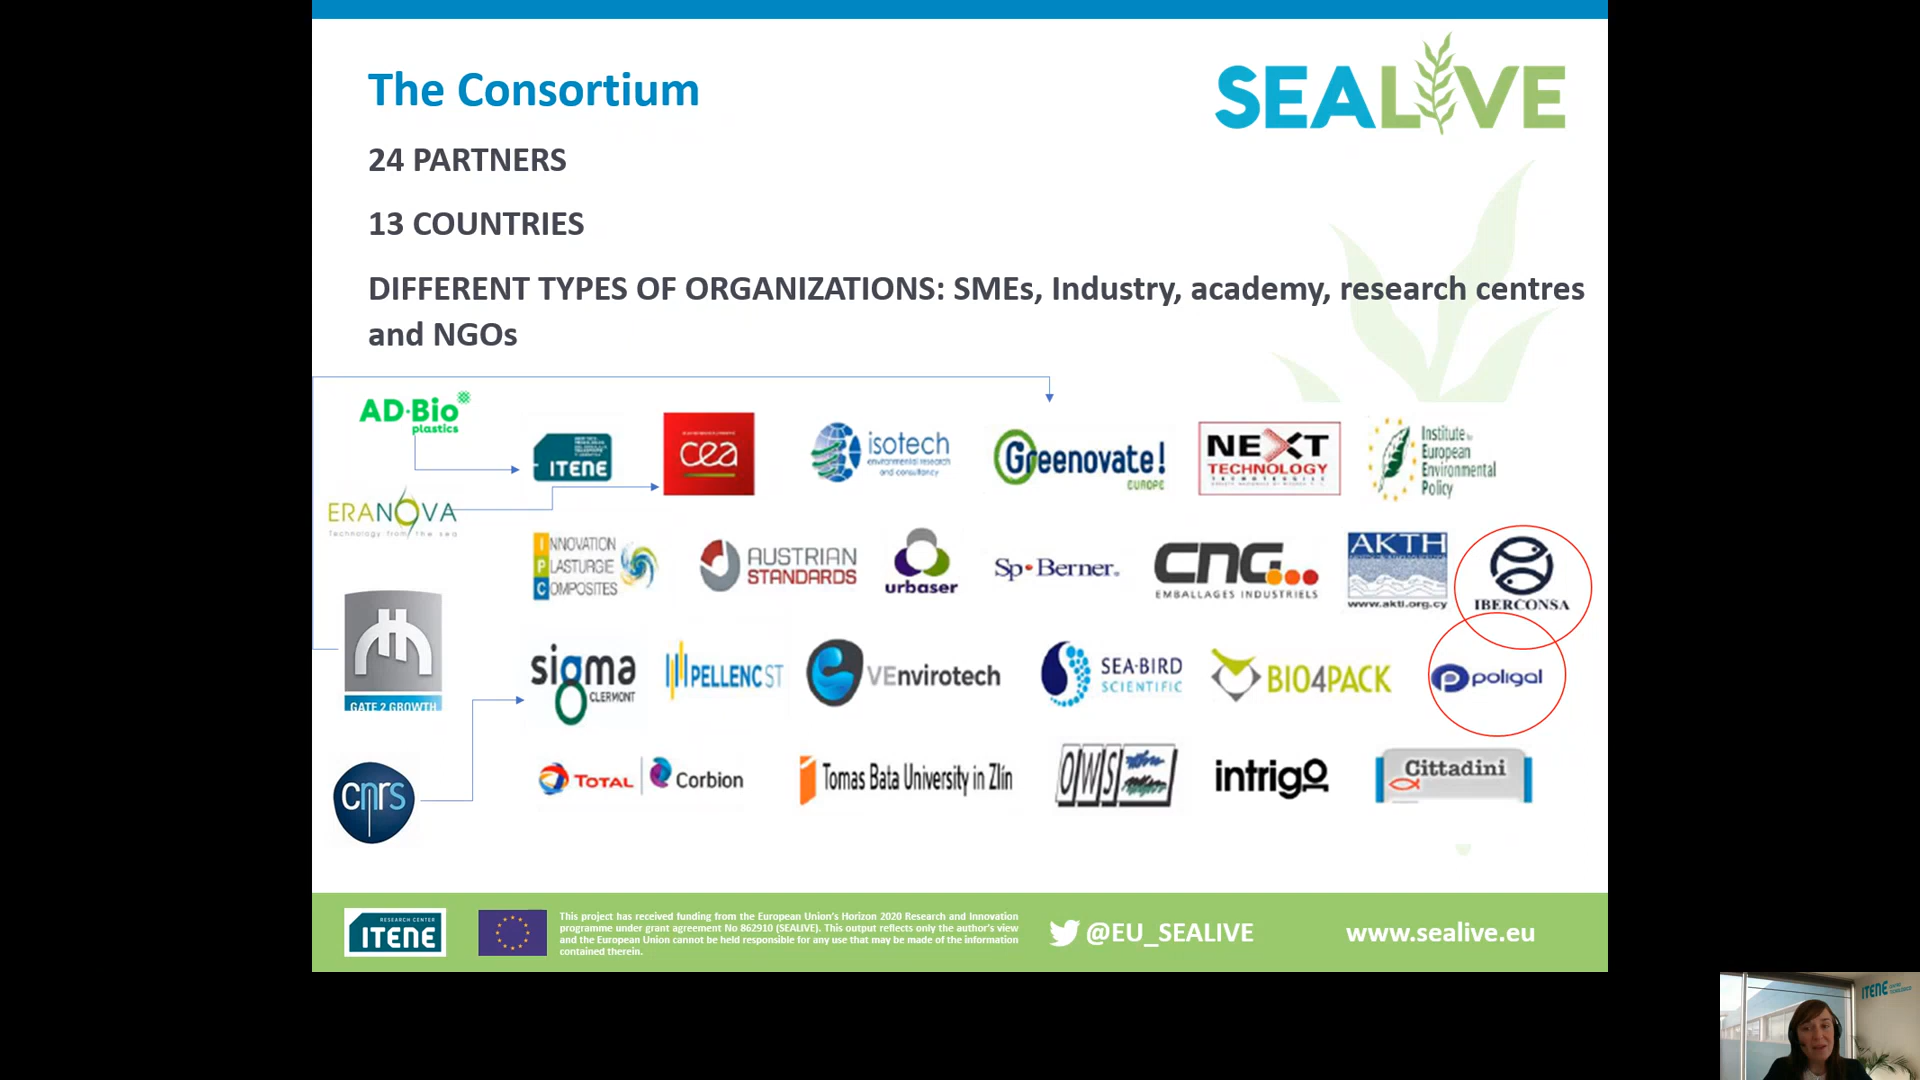 The Consortium
SEALIVE
24 PARTNERS
13 COUNTRIES
DIFFERENT TYPES OF ORGANIZATIONS: SMEs, Industry, academy, research centres
and NGOs
AD·Bio
plastics
ITENE
cea
isotech
environmental research
and consultancy
Greenovate!
EUROPE
NEXT
TECHNOLOGY
TECNOTESSILE
Institute for
European
Environmental
Policy
ERANOVA
Technology from the sea
INNOVATION
PLASTURGIE
COMPOSITES
AUSTRIAN
STANDARDS
urbaser
Sp·Berner.
CNG
EMBALLAGES INDUSTRIELS
AKTH
www.akti.org.cy
IBERCONSA
GATE 2 GROWTH
sigma
CLERMONT
PELLENC ST
VEnvirotech
SEA·BIRD
SCIENTIFIC
BIO4PACK
poligal
cnrs
TOTAL
Corbion
Tomas Bata University in Zlín
OWS
intrigo
Cittadini
RESEARCH CENTER
ITENE
This project has received funding from the European Union's Horizon 2020 Research and Innovation
programme under grant agreement No 862910 (SEALIVE). This output reflects only the author's view
and the European Union cannot be held responsible for any use that may be made of the information
contained therein.
@EU_SEALIVE
www.sealive.eu
ITENE